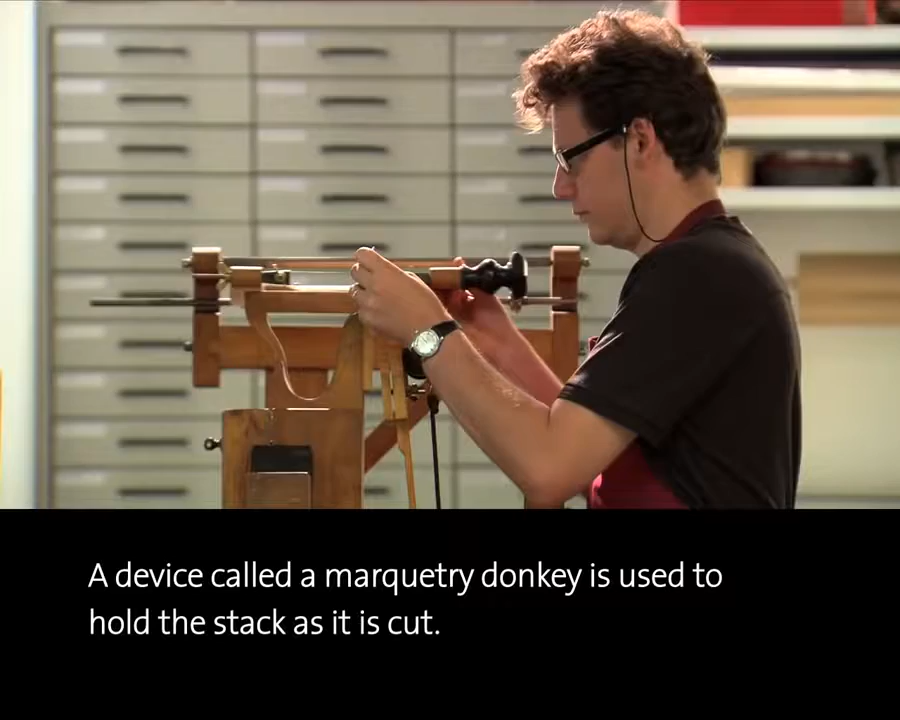 A device called a marquetry donkey is used to
hold the stack as it is cut.